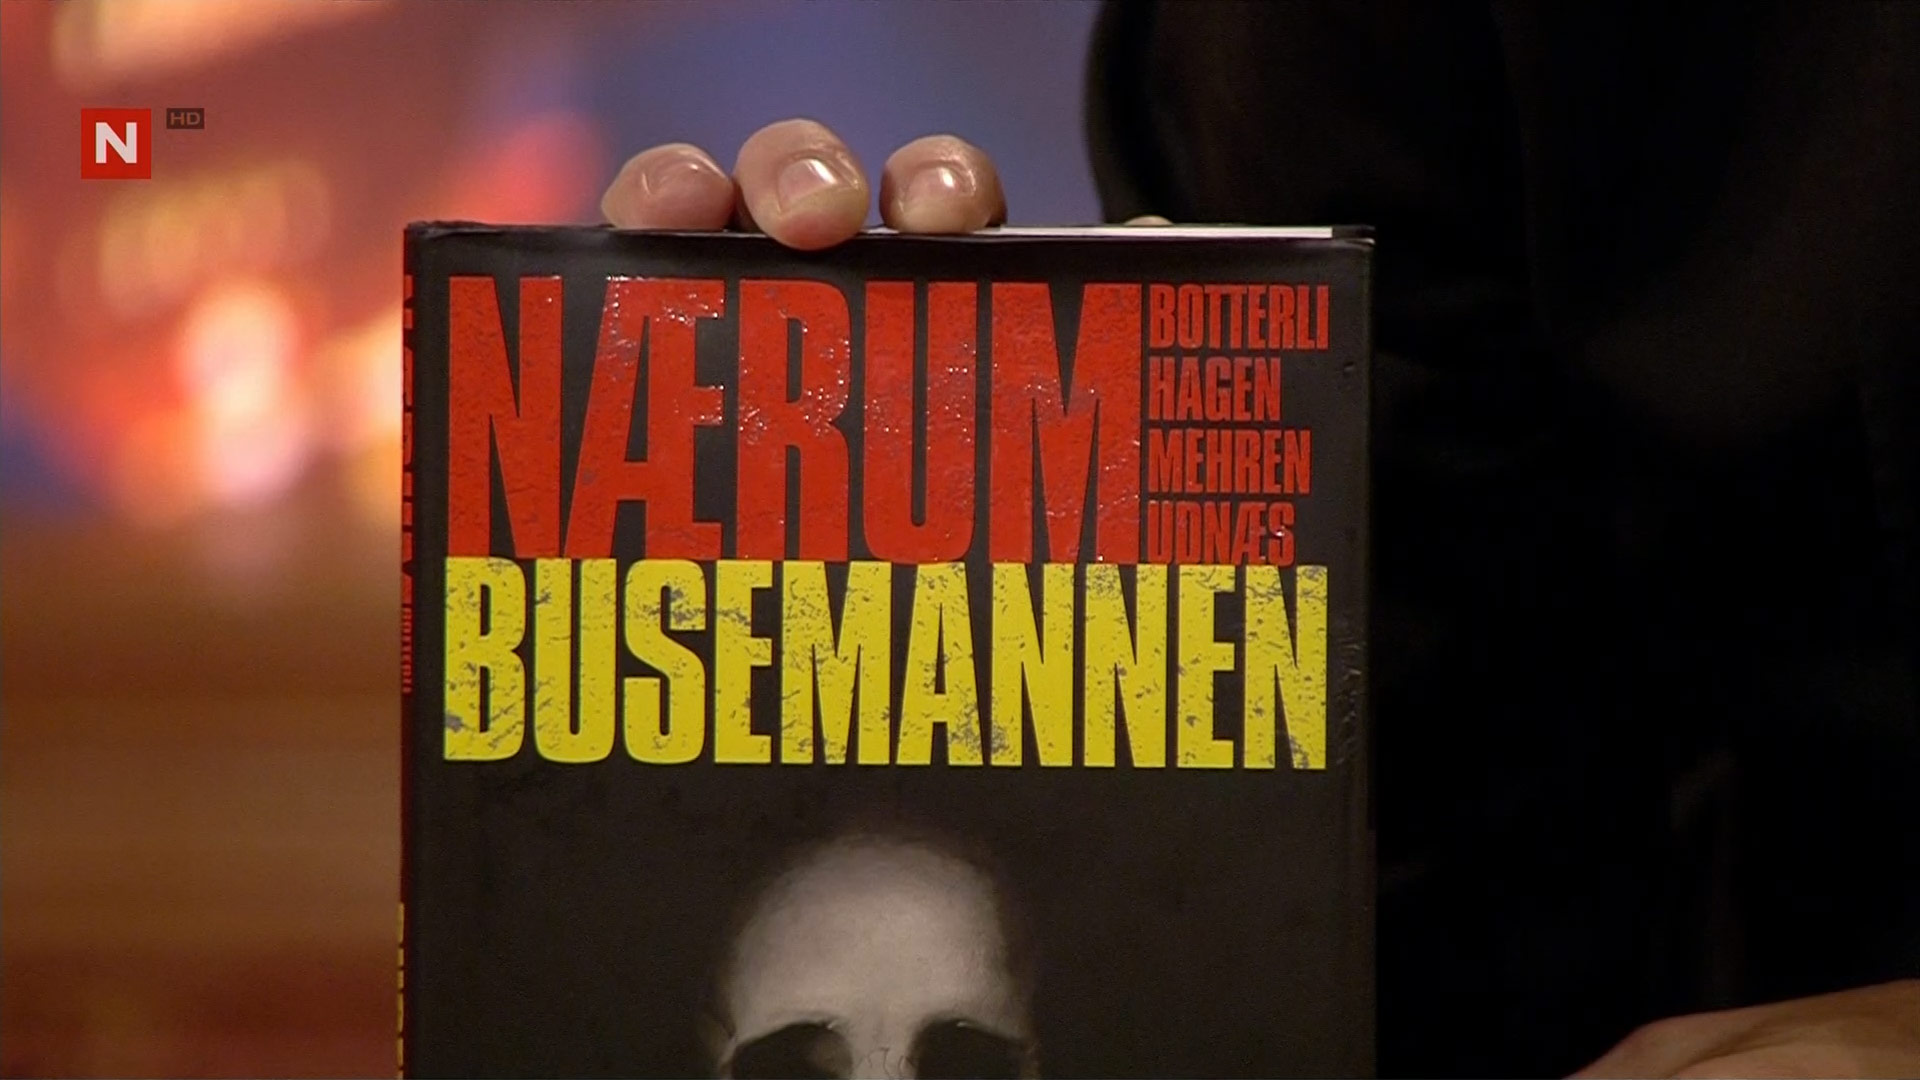 N HD
NÆRUM
BOTTERLI
HAGEN
MEHREN
UDNÆS
BUSEMANNEN